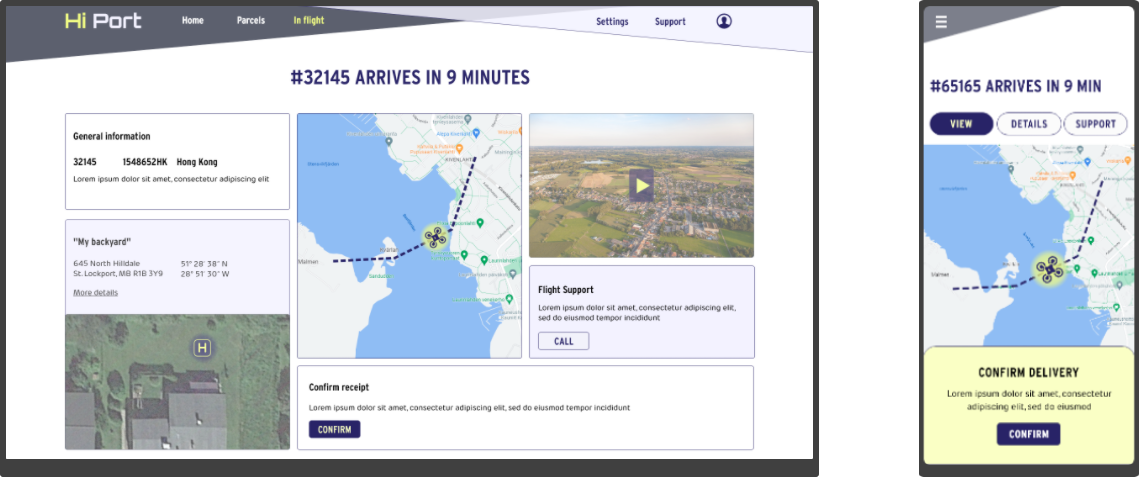 Hi Port
Home Parcels In flight
Settings Support
#32145 ARRIVES IN 9 MINUTES
General information
32145 1548652HK Hong Kong
Lorem ipsum dolor sit amet, consectetur adipiscing elit
"My backyard"
645 North Hilldale 51° 28' 38" N
St. Lockport, MB R1B 3Y9 28° 51' 30" W
More details
H
KIVENLAHTI
Malmen
Flight Support
Lorem ipsum dolor sit amet, consectetur adipiscing elit,
sed do eiusmod tempor incididunt
CALL
Confirm receipt
Lorem ipsum dolor sit amet, consectetur adipiscing elit, sed do eiusmod tempor incididunt
CONFIRM
#65165 ARRIVES IN 9 MIN
VIEW DETAILS SUPPORT
Malmen
CONFIRM DELIVERY
Lorem ipsum dolor sit amet, consectetur
adipiscing elit, sed do eiusmod
CONFIRM